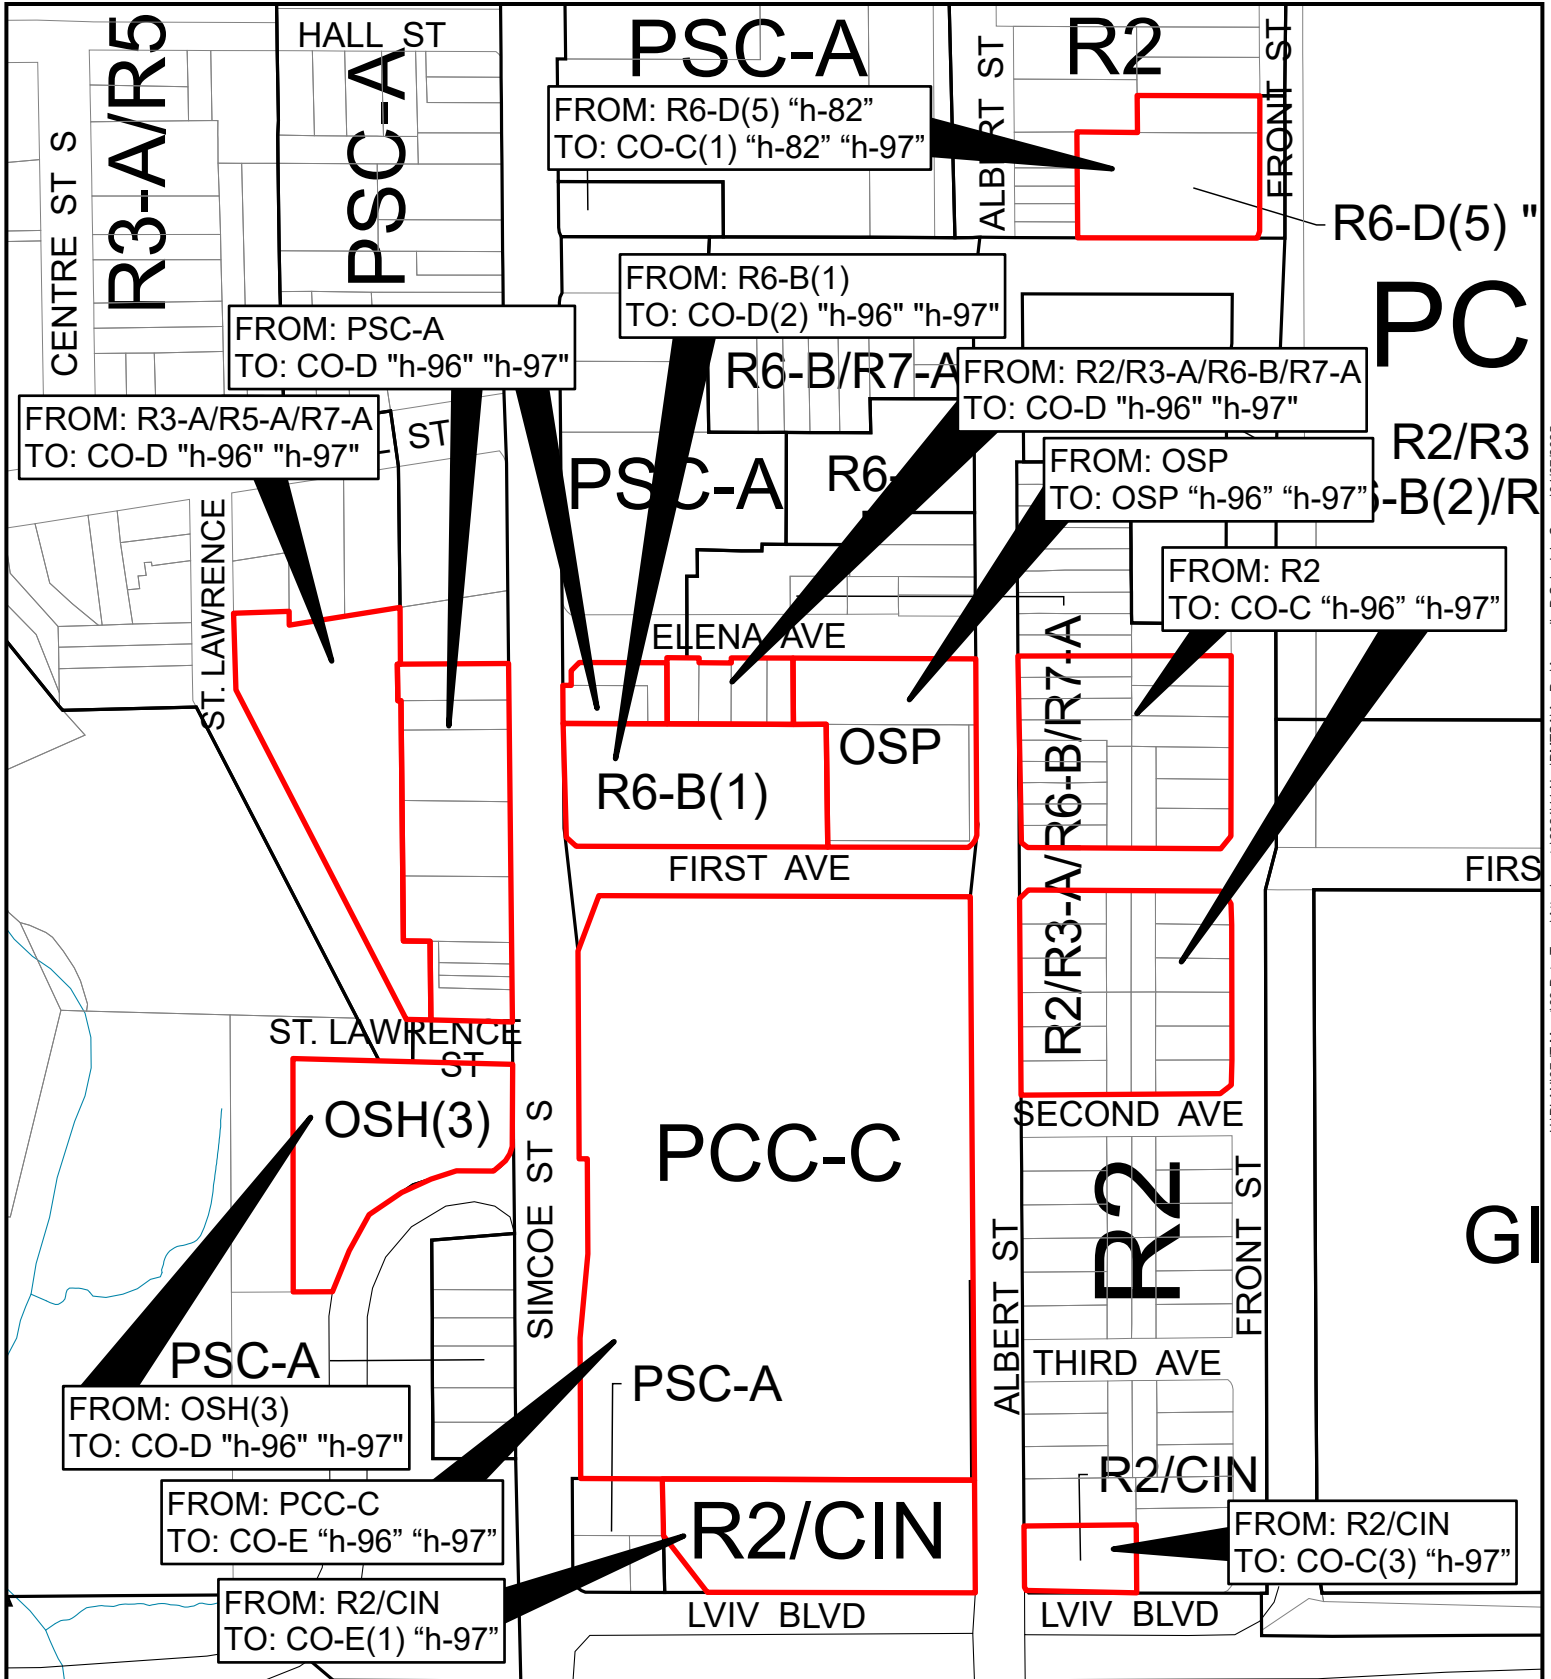 HALL ST
PSC-A
R2
R3-A/R5
PSC-A
CENTRE ST S
ALBERT ST
FRONT ST
FROM: R6-D(5) “h-82”
TO: CO-C(1) “h-82” “h-97”
R6-D(5) "
PC
FROM: R6-B(1)
TO: CO-D(2) "h-96" "h-97"
FROM: PSC-A
TO: CO-D "h-96" "h-97"
R6-B/R7-A
FROM: R2/R3-A/R6-B/R7-A
TO: CO-D "h-96" "h-97"
FROM: R3-A/R5-A/R7-A
TO: CO-D "h-96" "h-97"
ST
R2/R3
PSC-A
R6-
FROM: OSP
TO: OSP “h-96” “h-97”
-B(2)/R
ST. LAWRENCE
FROM: R2
TO: CO-C “h-96” “h-97”
ELENA AVE
OSP
R6-B(1)
R2/R3-A/R6-B/R7-A
FIRST AVE
FIRS
ST. LAWRENCE
ST
OSH(3)
SIMCOE ST S
PCC-C
SECOND AVE
R2
FRONT ST
ALBERT ST
GI
THIRD AVE
PSC-A
PSC-A
FROM: OSH(3)
TO: CO-D "h-96" "h-97"
R2/CIN
FROM: PCC-C
TO: CO-E “h-96” “h-97”
R2/CIN
FROM: R2/CIN
TO: CO-C(3) “h-97”
FROM: R2/CIN
TO: CO-E(1) “h-97”
LVIV BLVD
LVIV BLVD